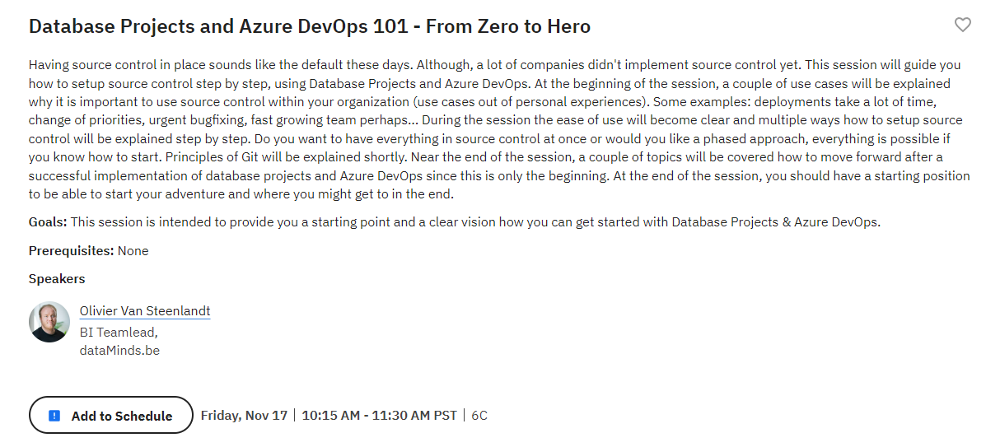 Database Projects and Azure DevOps 101 - From Zero to Hero
Having source control in place sounds like the default these days. Although, a lot of companies didn't implement source control yet. This session will guide you
how to setup source control step by step, using Database Projects and Azure DevOps. At the beginning of the session, a couple of use cases will be explained
why it is important to use source control within your organization (use cases out of personal experiences). Some examples: deployments take a lot of time,
change of priorities, urgent bugfixing, fast growing team perhaps... During the session the ease of use will become clear and multiple ways how to setup source
control will be explained step by step. Do you want to have everything in source control at once or would you like a phased approach, everything is possible if
you know how to start. Principles of Git will be explained shortly. Near the end of the session, a couple of topics will be covered how to move forward after a
successful implementation of database projects and Azure DevOps since this is only the beginning. At the end of the session, you should have a starting position
to be able to start your adventure and where you might get to in the end.
Goals: This session is intended to provide you a starting point and a clear vision how you can get started with Database Projects & Azure DevOps.
Prerequisites: None
Speakers
Olivier Van Steenlandt
BI Teamlead,
dataMinds.be
Add to Schedule Friday, Nov 17 | 10:15 AM - 11:30 AM PST | 6C